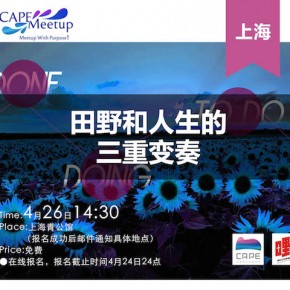 CAPE
Meetup
Meetup With Purpose!
上海
DONE
TO DO
田野和人生的
三重变奏
DOING
Time:4月26日14:30
Place:上海青公馆
（报名成功后邮件通知具体地点）
Price:免费
●在线报名，报名截止时间4月24日24点
CAPE